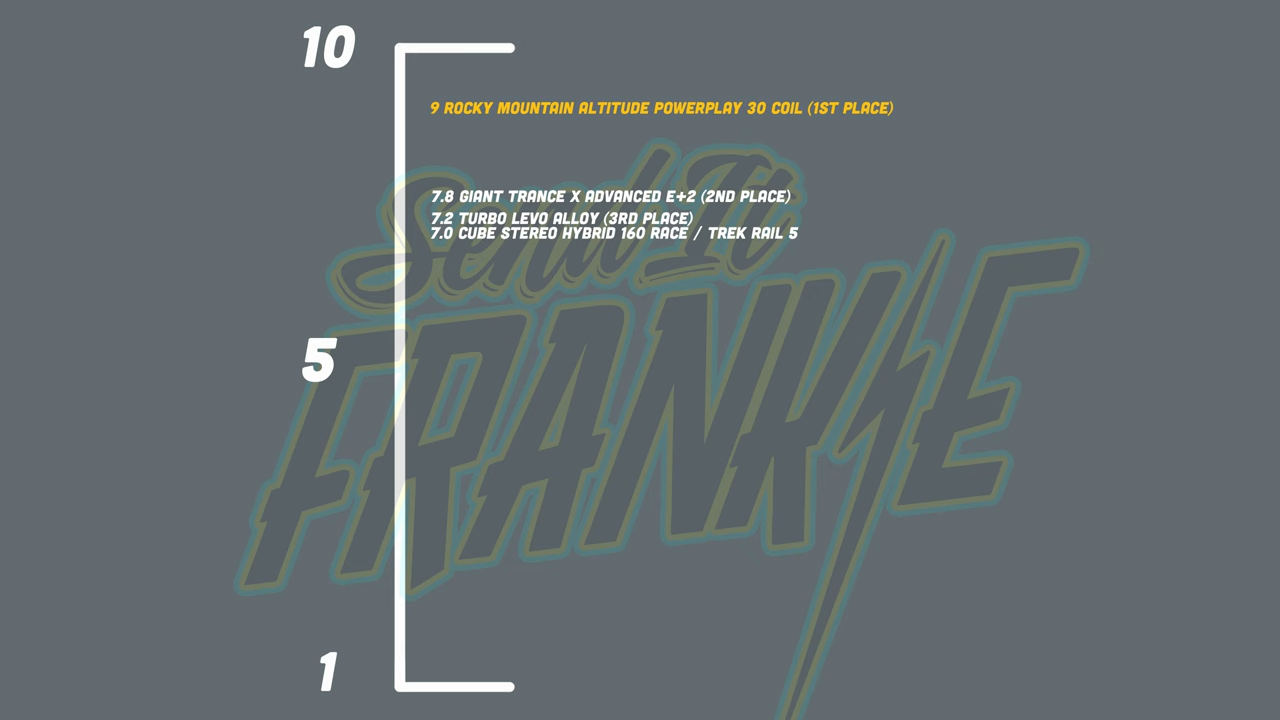 10
9 ROCKY MOUNTAIN ALTITUDE POWERPLAY 30 COIL (1ST PLACE)
Send It
7.8 GIANT TRANCE X ADVANCED E+2 (2ND PLACE)
7.2 TURBO LEVO ALLOY (3RD PLACE)
7.0 CUBE STEREO HYBRID 160 RACE / TREK RAIL 5
FRANKIE
5
1